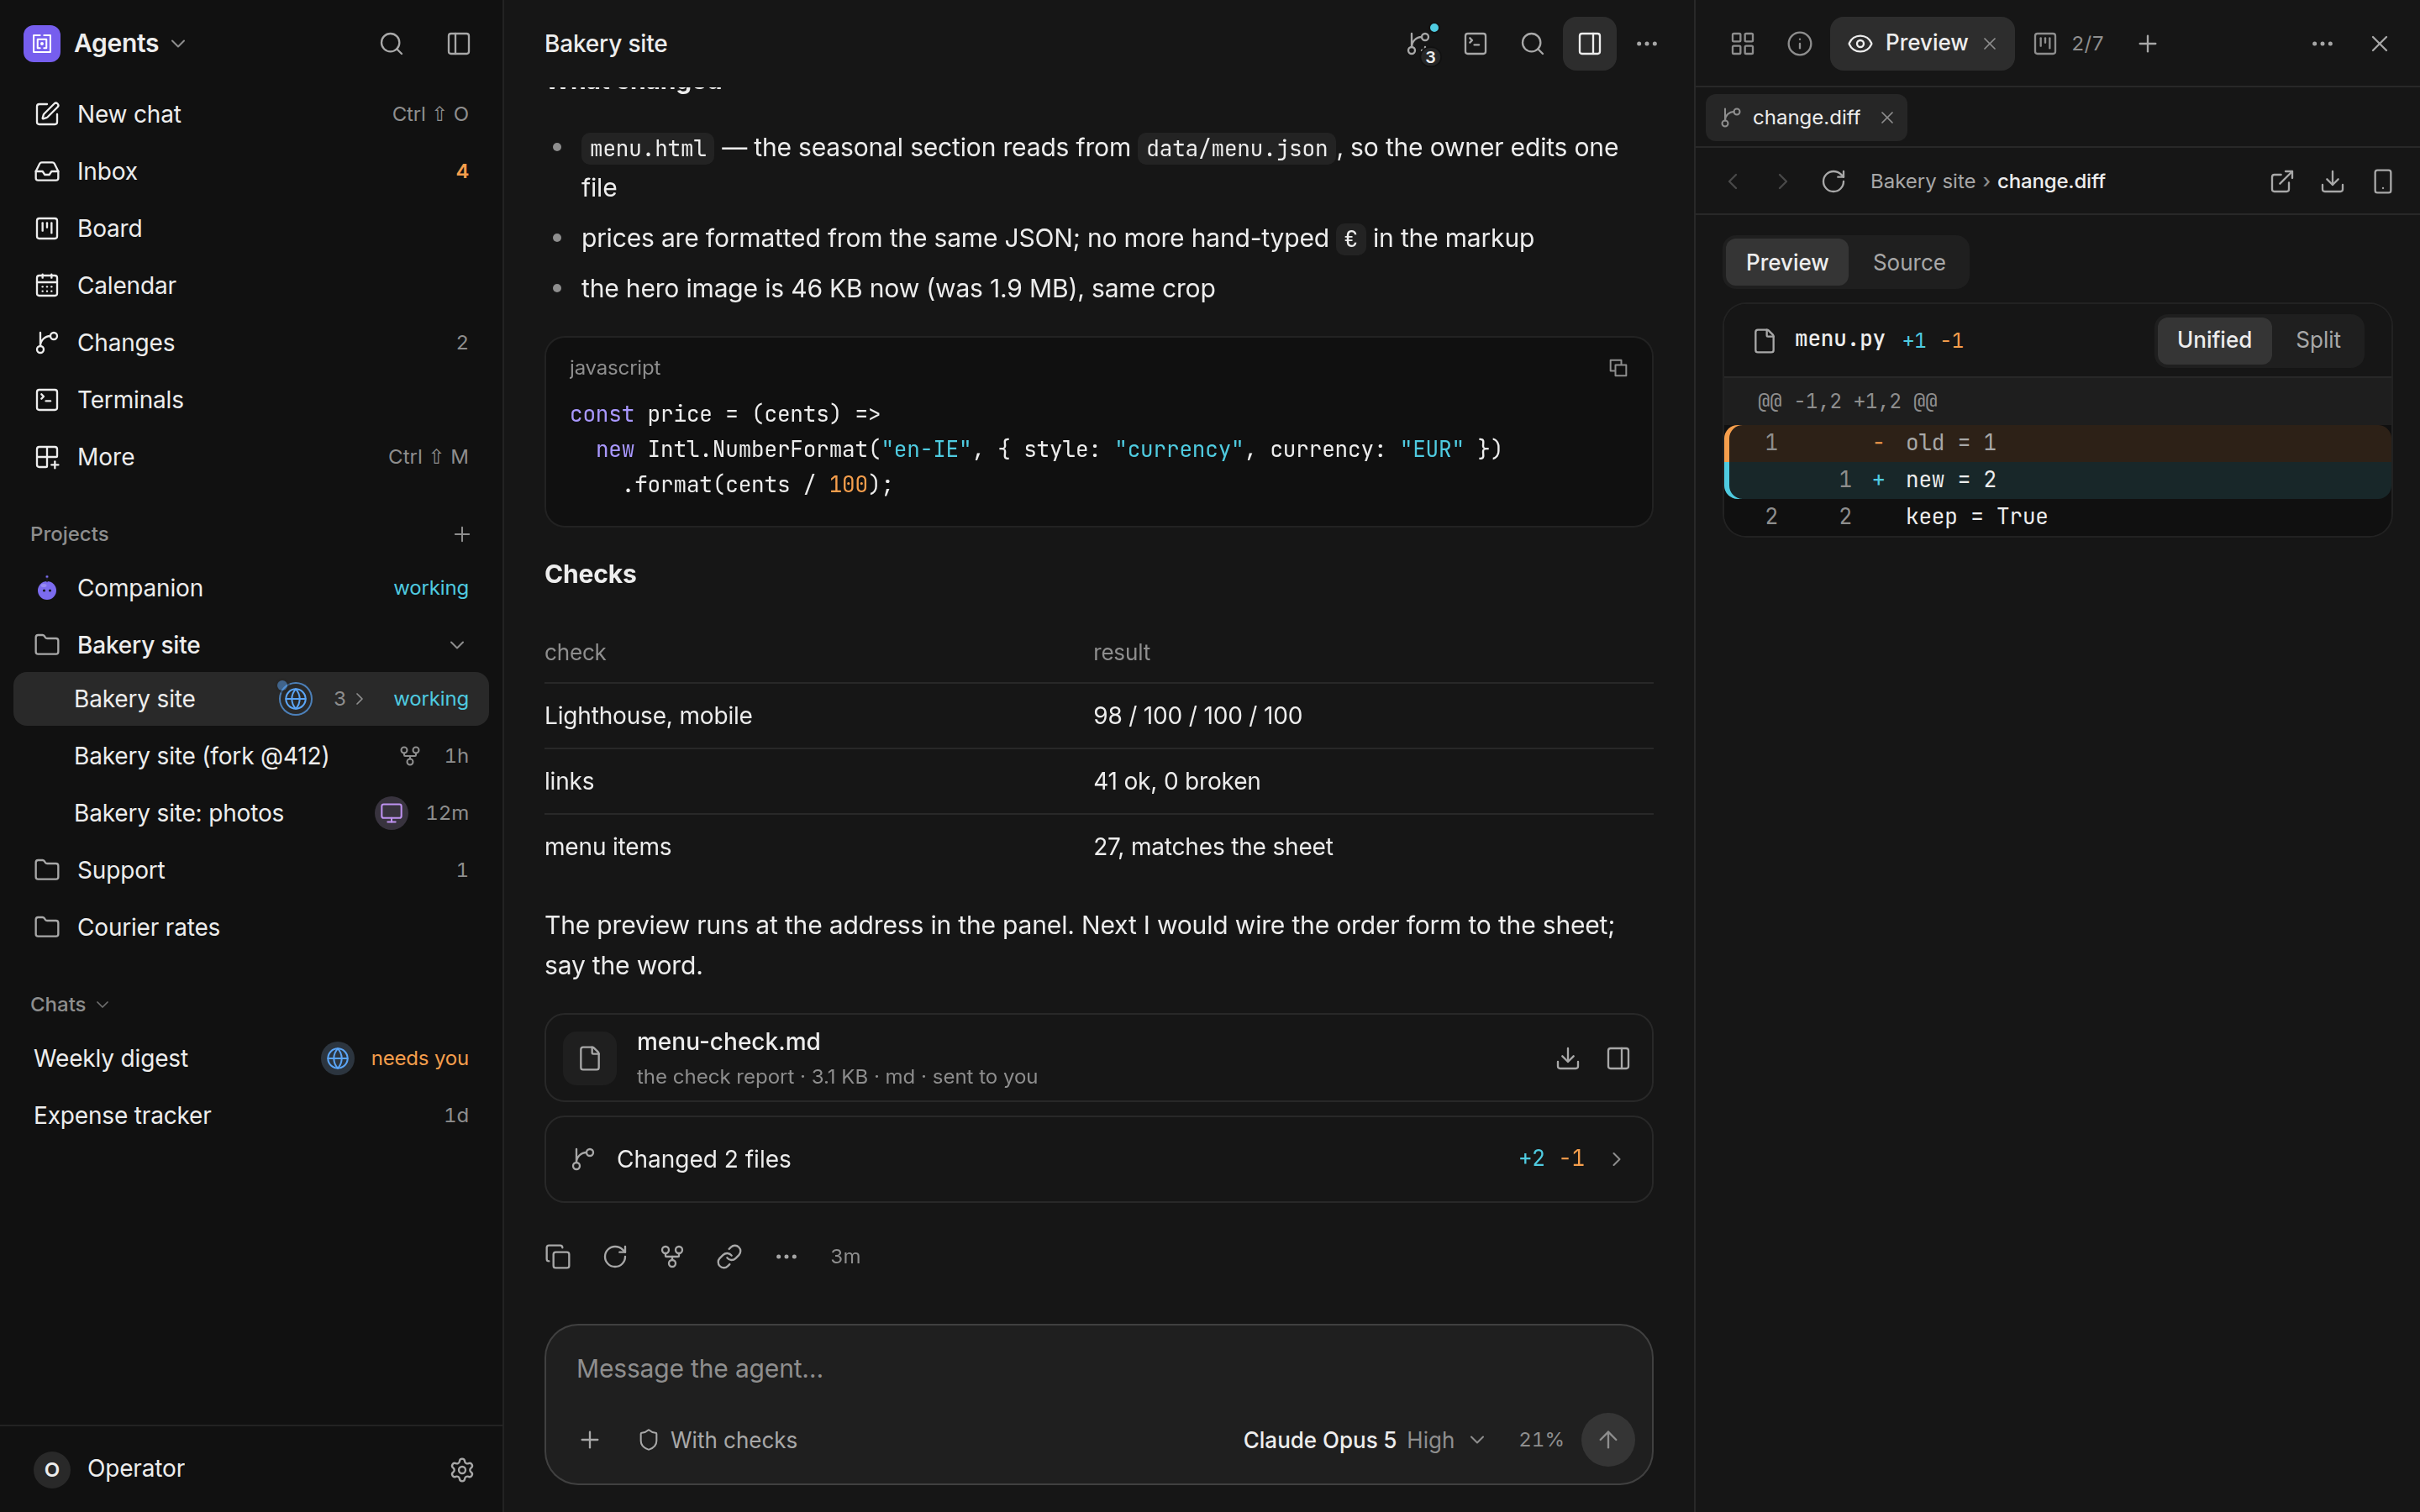 Agents
New chat Ctrl ⇧ O
Inbox 4
Board
Calendar
Changes 2
Terminals
More Ctrl ⇧ M
Projects
Companion working
Bakery site
Bakery site 3 working
Bakery site (fork @412) 1h
Bakery site: photos 12m
Support 1
Courier rates
Chats
Weekly digest needs you
Expense tracker 1d
O Operator
Bakery site 3
What changed
menu.html — the seasonal section reads from data/menu.json, so the owner edits one
file
prices are formatted from the same JSON; no more hand-typed € in the markup
the hero image is 46 KB now (was 1.9 MB), same crop
javascript
const price = (cents) =>
new Intl.NumberFormat("en-IE", { style: "currency", currency: "EUR" })
.format(cents / 100);
Checks
check result
Lighthouse, mobile 98 / 100 / 100 / 100
links 41 ok, 0 broken
menu items 27, matches the sheet
The preview runs at the address in the panel. Next I would wire the order form to the sheet;
say the word.
menu-check.md
the check report · 3.1 KB · md · sent to you
Changed 2 files +2 -1
3m
Message the agent...
With checks Claude Opus 5 High 21%
Preview 2/7
change.diff
Bakery site › change.diff
Preview Source
menu.py +1 -1 Unified Split
@@ -1,2 +1,2 @@
1 - old = 1
1 + new = 2
2 2 keep = True